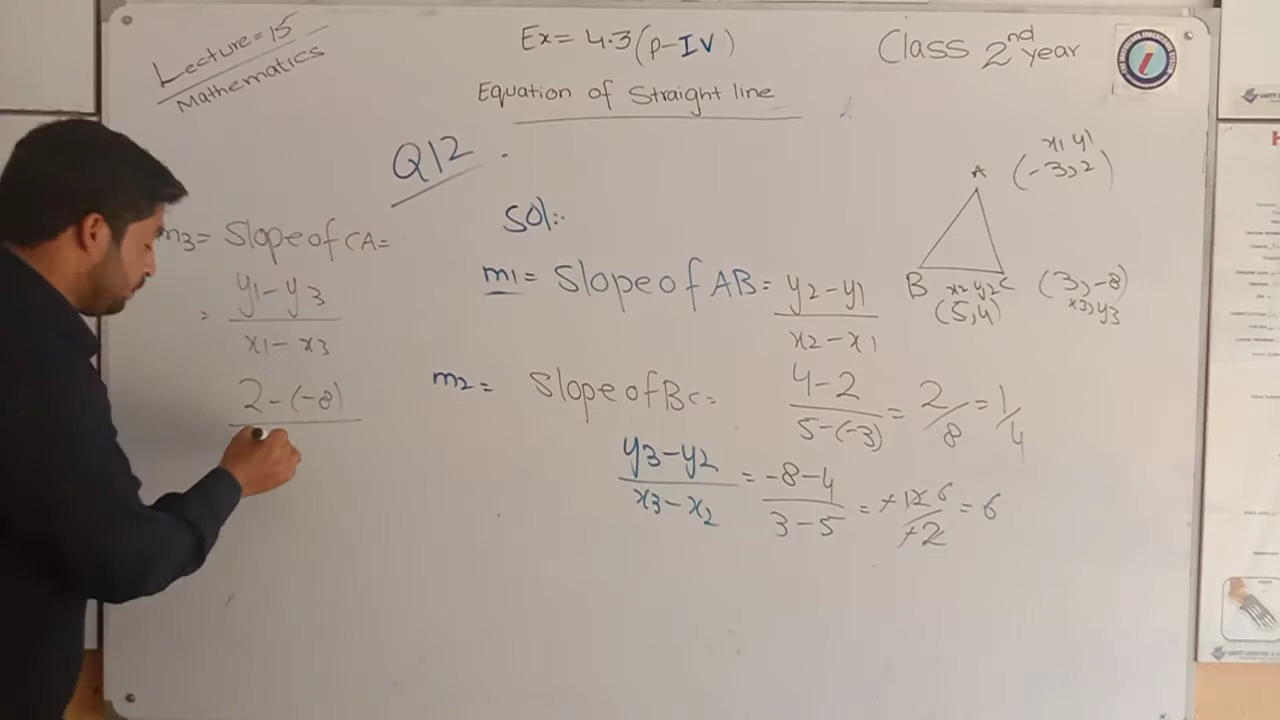 Lecture = 15
Mathematics
Ex = 4.3 (P-IV)
Class 2nd year
Equation of Straight line
Q12.
Sol:-
A
x1 y1
(-3, 2)
B
x2 y2
(5, 4)
C
(3, -8)
x3, y3
m1 = Slope of AB = y2-y1
x2-x1
4-2
5-(-3)
= 2/8 = 1/4
m2 = Slope of BC =
y3-y2
x3-x2
= -8-4
3-5
= -12 6
-2
= 6
m3 = Slope of CA =
= y1-y3
x1-x3
2-(-8)